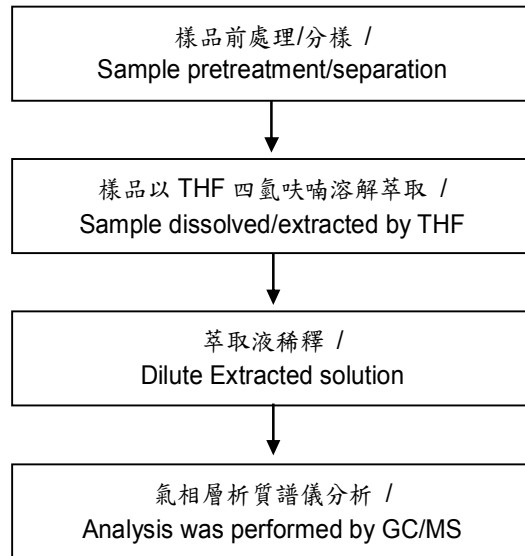 樣品前處理/分樣 /
Sample pretreatment/separation
樣品以 THF 四氫呋喃溶解萃取 /
Sample dissolved/extracted by THF
萃取液稀釋 /
Dilute Extracted solution
氣相層析質譜儀分析 /
Analysis was performed by GC/MS